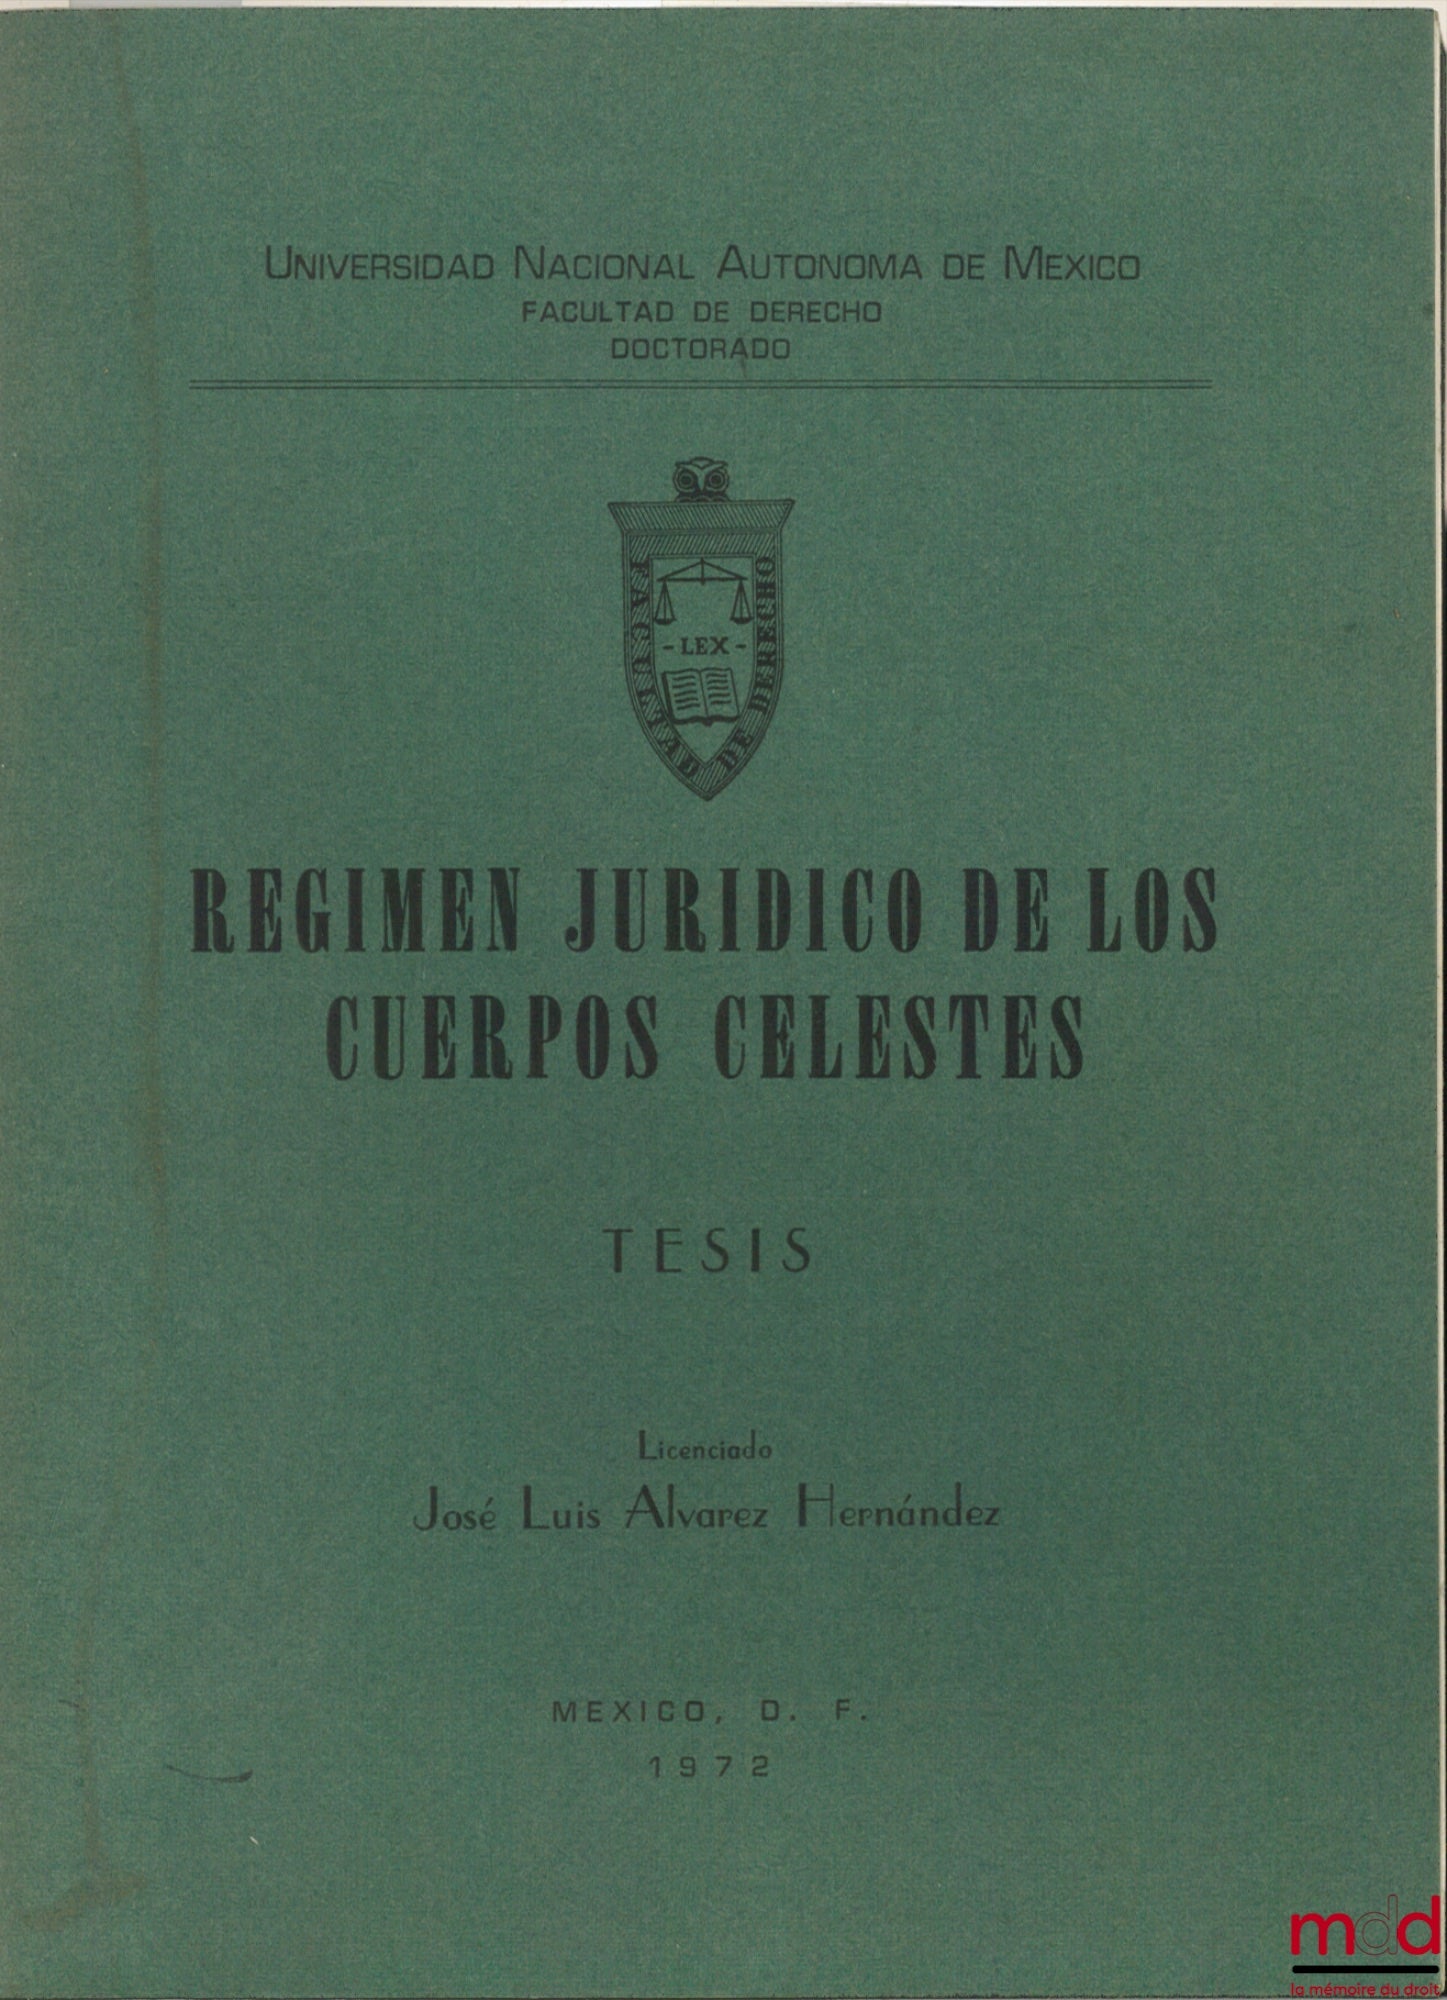 UNIVERSIDAD NACIONAL AUTONOMA DE MEXICO
FACULTAD DE DERECHO
DOCTORADO
FACULTAD DE DERECHO
- LEX -
REGIMEN JURIDICO DE LOS
CUERPOS CELESTES
TESIS
Licenciado
José Luis Alvarez Hernández
MEXICO, D. F.
1972
mdd
la mémoire du droit